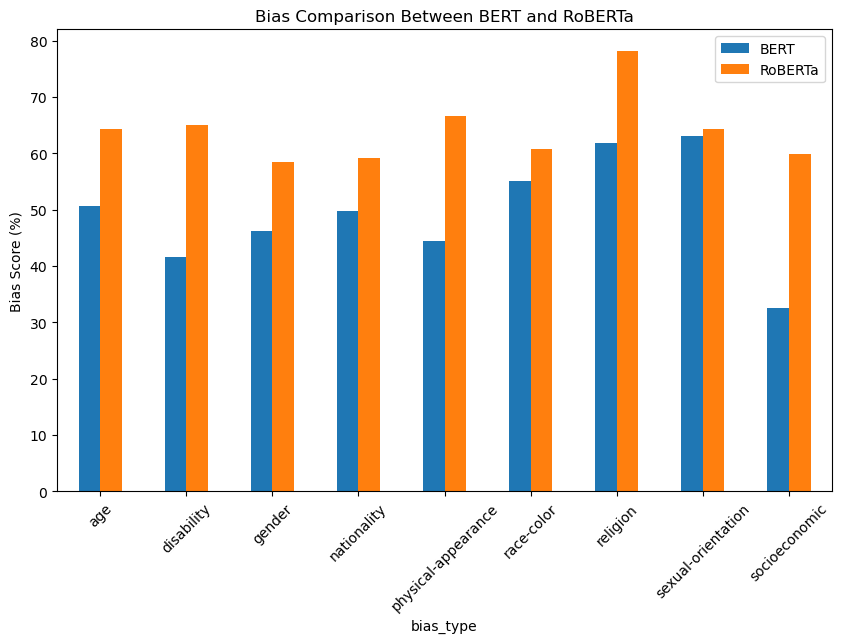 Bias Comparison Between BERT and RoBERTa
BERT
RoBERTa
Bias Score (%)
80
70
60
50
40
30
20
10
0
age
disability
gender
nationality
physical-appearance
race-color
religion
sexual-orientation
socioeconomic
bias_type